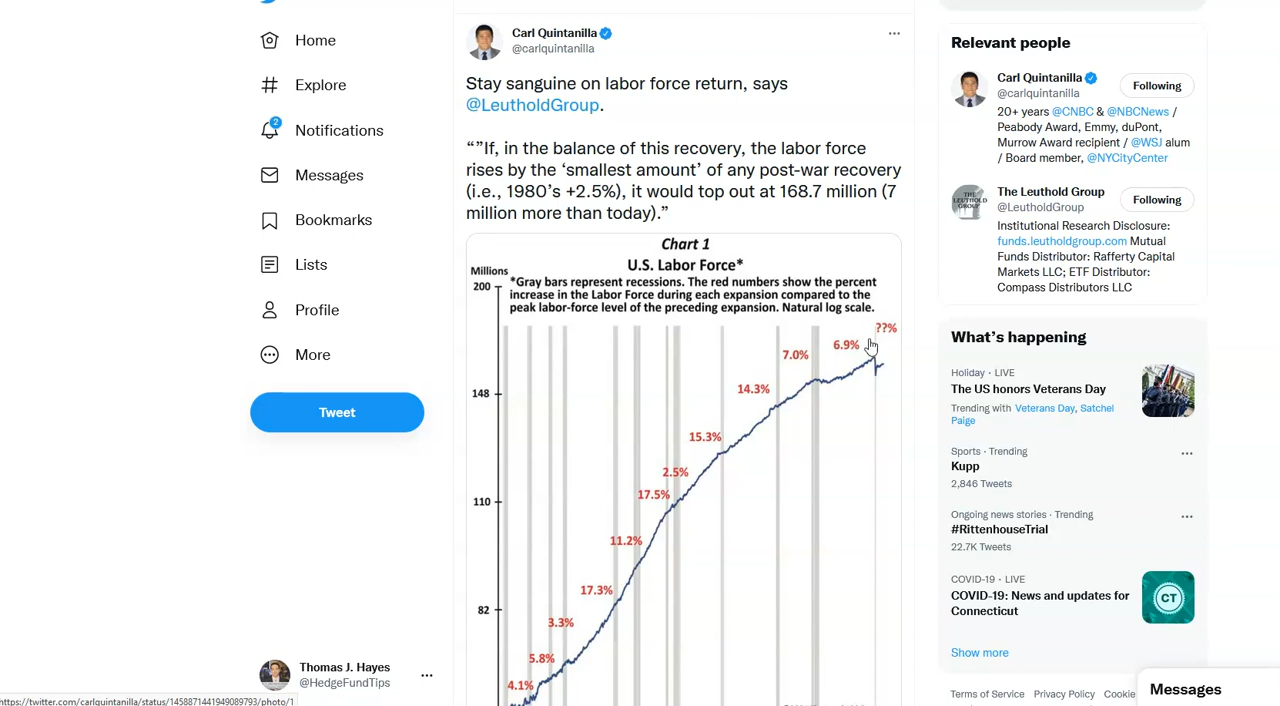 Home
Explore
2
Notifications
Messages
Bookmarks
Lists
Profile
More
Tweet
Thomas J. Hayes
@HedgeFundTips
https://twitter.com/carlquintanilla/status/1458871441949089793/photo/1
Carl Quintanilla
@carlquintanilla
Stay sanguine on labor force return, says
@LeutholdGroup.
“”If, in the balance of this recovery, the labor force
rises by the ‘smallest amount’ of any post-war recovery
(i.e., 1980’s +2.5%), it would top out at 168.7 million (7
million more than today).”
Chart 1
U.S. Labor Force*
Millions
*Gray bars represent recessions. The red numbers show the percent
increase in the Labor Force during each expansion compared to the
peak labor-force level of the preceding expansion. Natural log scale.
200
148
110
82
??%
6.9%
7.0%
14.3%
15.3%
2.5%
17.5%
11.2%
17.3%
3.3%
5.8%
4.1%
Relevant people
Carl Quintanilla
@carlquintanilla
Following
20+ years @CNBC & @NBCNews /
Peabody Award, Emmy, duPont,
Murrow Award recipient / @WSJ alum
/ Board member, @NYCityCenter
THE
LEUTHOLD
GROUP
The Leuthold Group
@LeutholdGroup
Following
Institutional Research Disclosure:
funds.leutholdgroup.com Mutual
Funds Distributor: Rafferty Capital
Markets LLC; ETF Distributor:
Compass Distributors LLC
What’s happening
Holiday · LIVE
The US honors Veterans Day
Trending with Veterans Day, Satchel
Paige
Sports · Trending
Kupp
2,846 Tweets
Ongoing news stories · Trending
#RittenhouseTrial
22.7K Tweets
COVID-19 · LIVE
COVID-19: News and updates for
Connecticut
CT
Show more
Terms of Service Privacy Policy Cookie
Messages